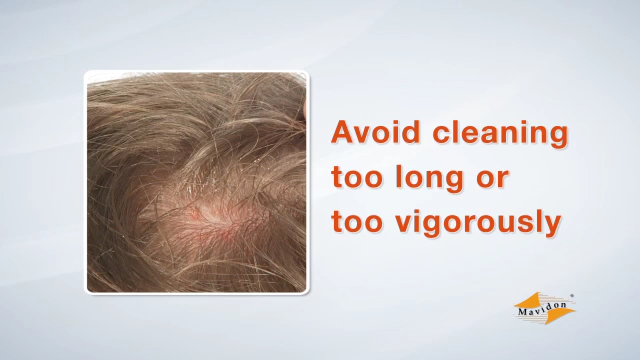 Avoid cleaning
too long or
too vigorously
Mavidon